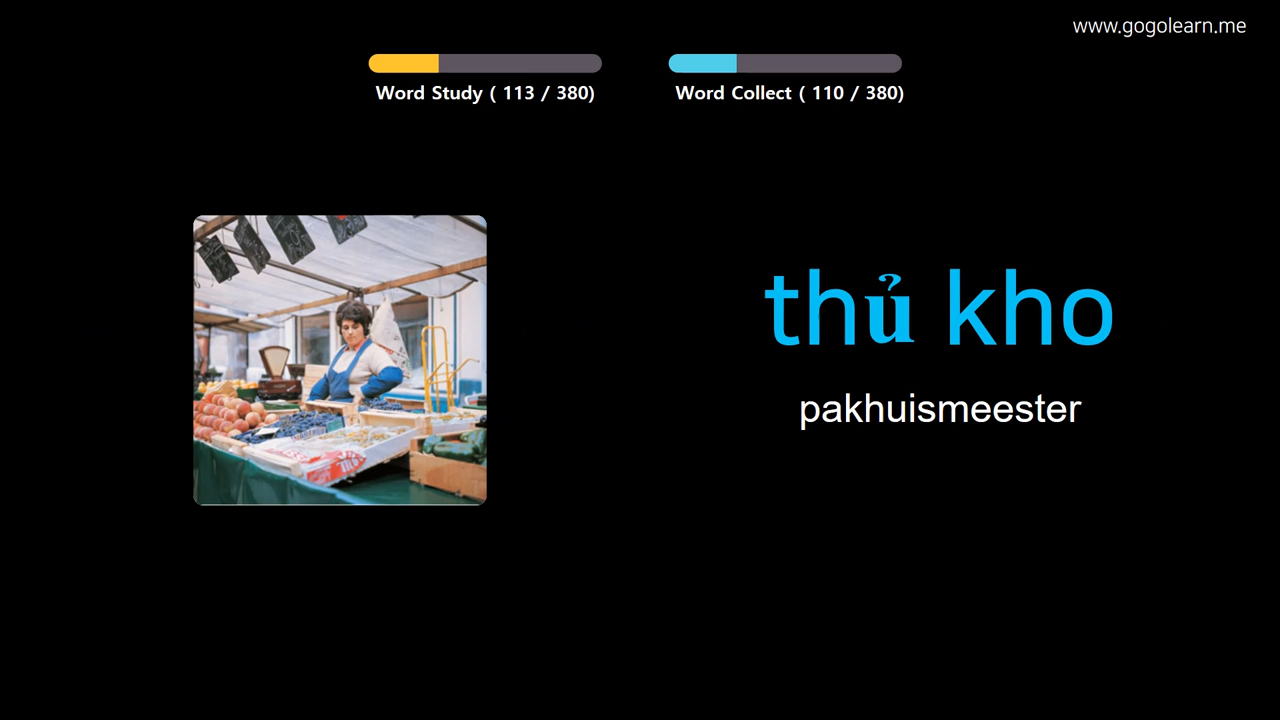 www.gogolearn.me
Word Study ( 113 / 380)
Word Collect ( 110 / 380)
thủ kho
pakhuismeester